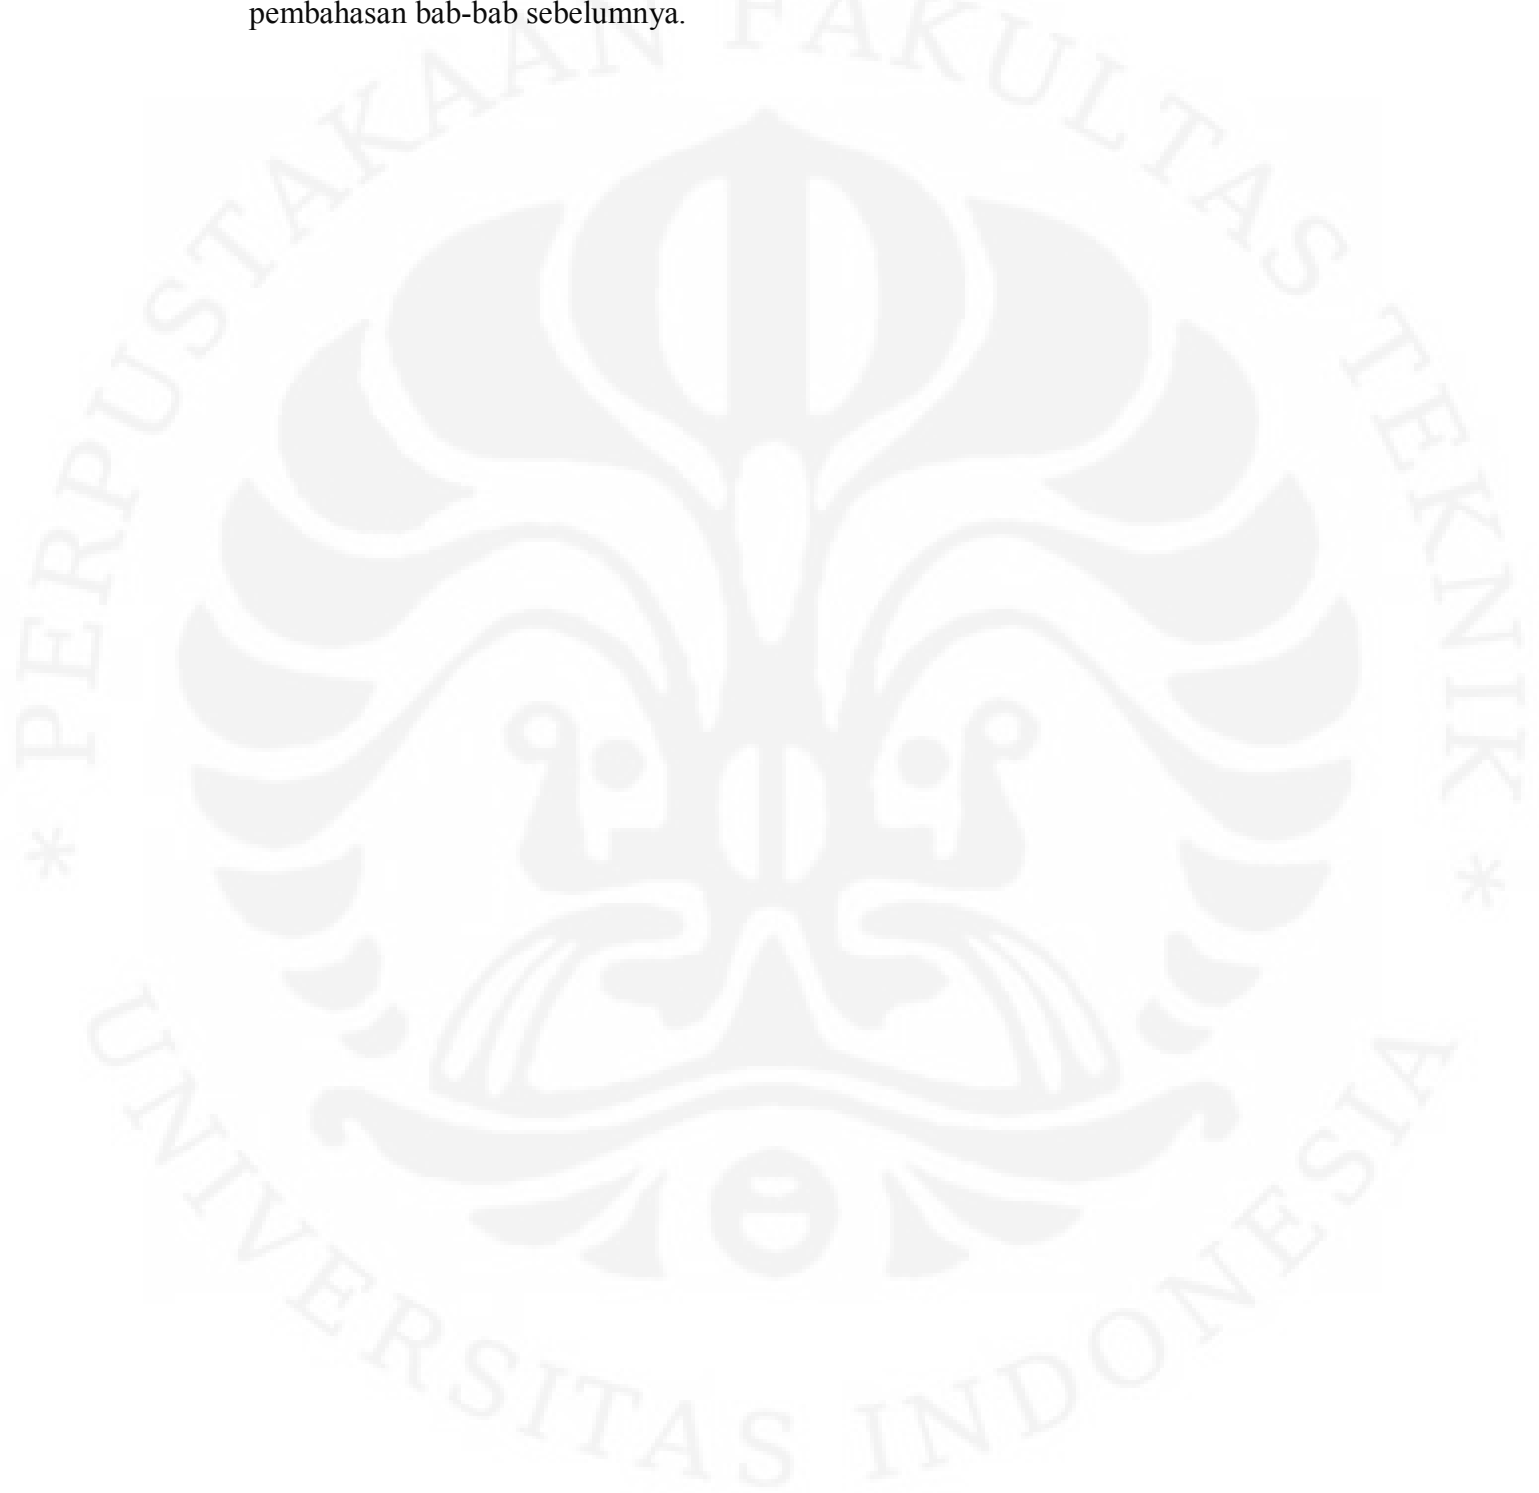 pembahasan bab-bab sebelumnya.
PERPUSTAKAAN FAKULTAS TEKNIK
UNIVERSITAS INDONESIA